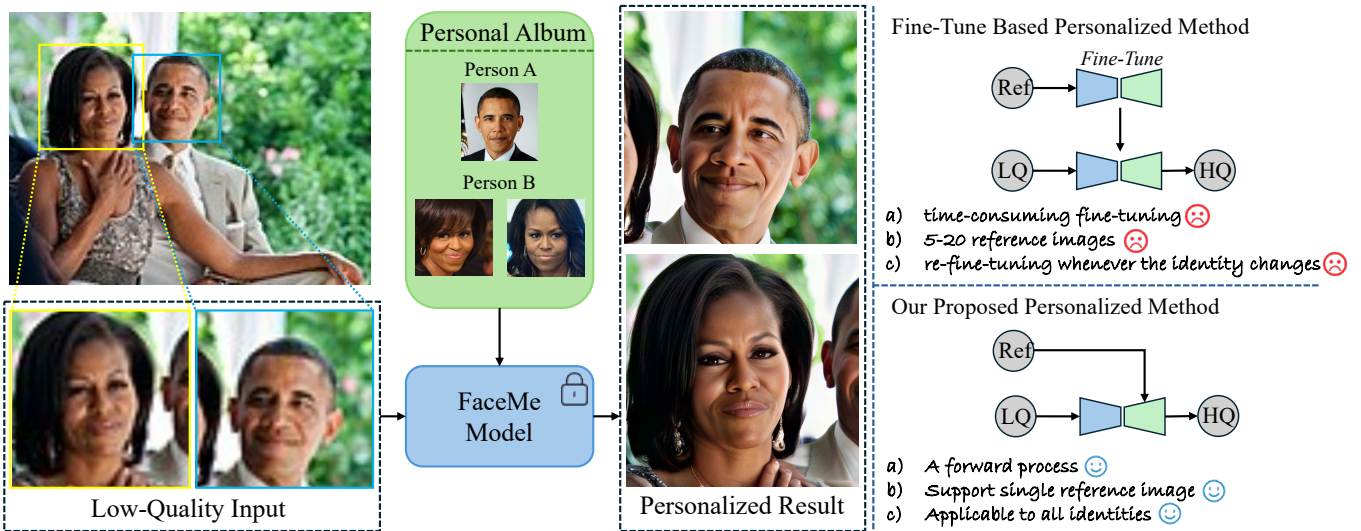 Personal Album
Person A
Person B
FaceMe
Model
Low-Quality Input
Personalized Result
Fine-Tune Based Personalized Method
Fine-Tune
Ref
LQ
HQ
a) time-consuming fine-tuning
b) 5-20 reference images
c) re-fine-tuning whenever the identity changes
Our Proposed Personalized Method
Ref
LQ
HQ
a) A forward process
b) Support single reference image
c) Applicable to all identities